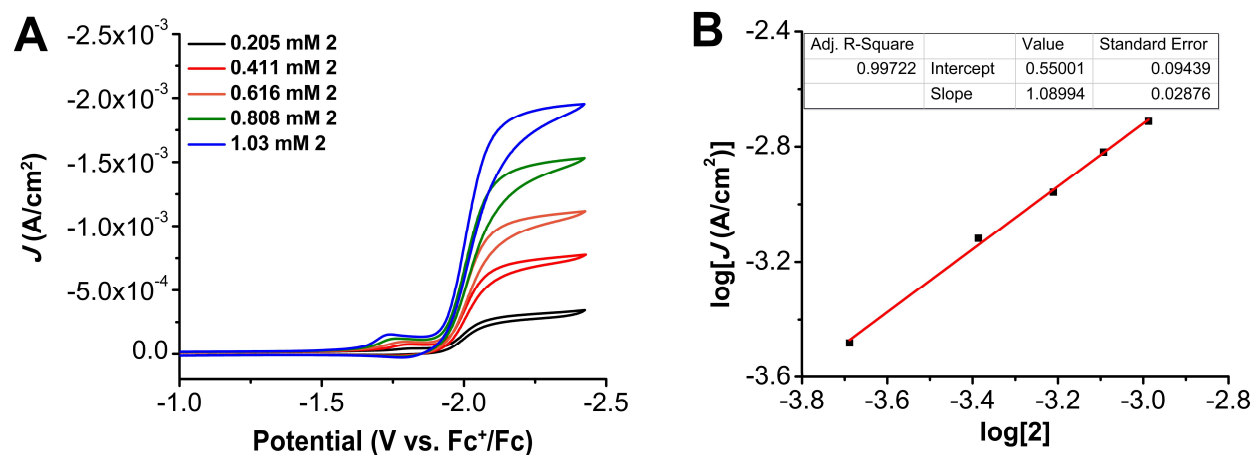 A
-2.5x10⁻³
-2.0x10⁻³
-1.5x10⁻³
-1.0x10⁻³
-5.0x10⁻⁴
0.0
J (A/cm²)
0.205 mM 2
0.411 mM 2
0.616 mM 2
0.808 mM 2
1.03 mM 2
-1.0 -1.5 -2.0 -2.5
Potential (V vs. Fc⁺/Fc)
B
-2.4
-2.8
-3.2
-3.6
log[J (A/cm²)]
Adj. R-Square Value Standard Error
0.99722 Intercept 0.55001 0.09439
Slope 1.08994 0.02876
-3.8 -3.6 -3.4 -3.2 -3.0 -2.8
log[2]